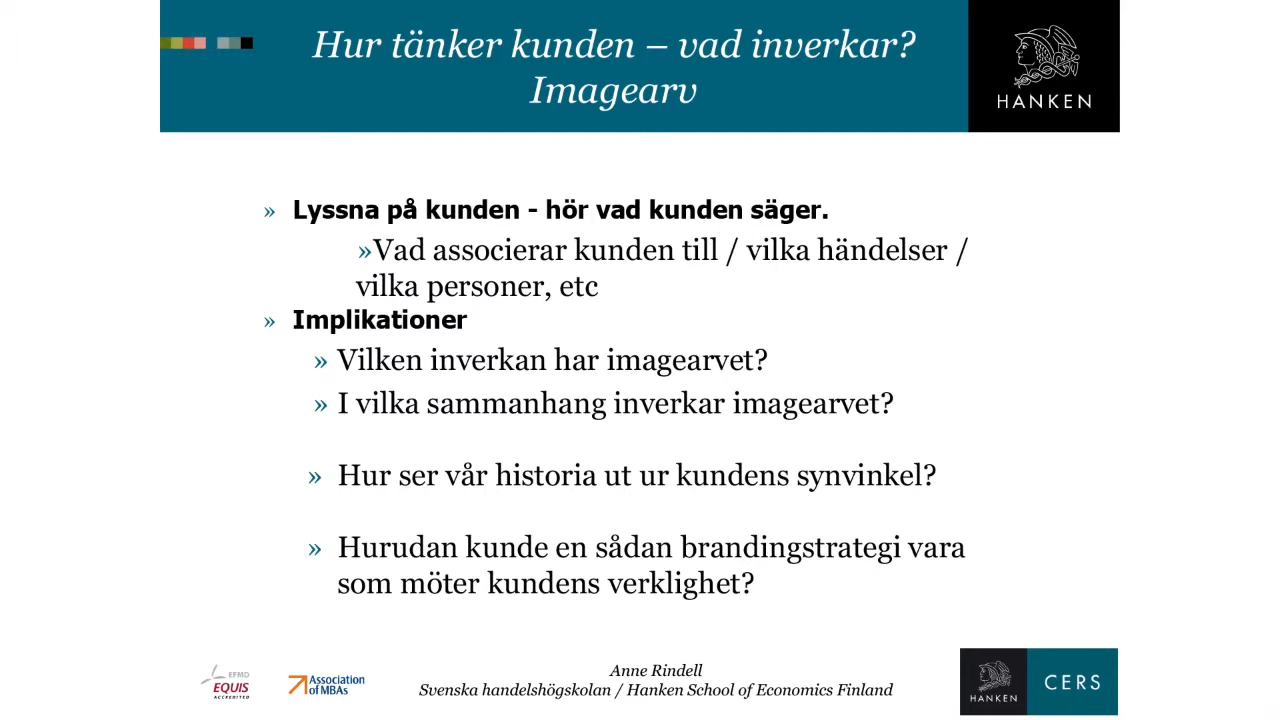 Hur tänker kunden – vad inverkar?
Imagearv
HANKEN
» Lyssna på kunden - hör vad kunden säger.
»Vad associerar kunden till / vilka händelser /
vilka personer, etc
» Implikationer
» Vilken inverkan har imagearvet?
» I vilka sammanhang inverkar imagearvet?
» Hur ser vår historia ut ur kundens synvinkel?
» Hurudan kunde en sådan brandingstrategi vara
som möter kundens verklighet?
EFMD
EQUIS
ACCREDITED
Association
of MBAs
Anne Rindell
Svenska handelshögskolan / Hanken School of Economics Finland
HANKEN
CERS